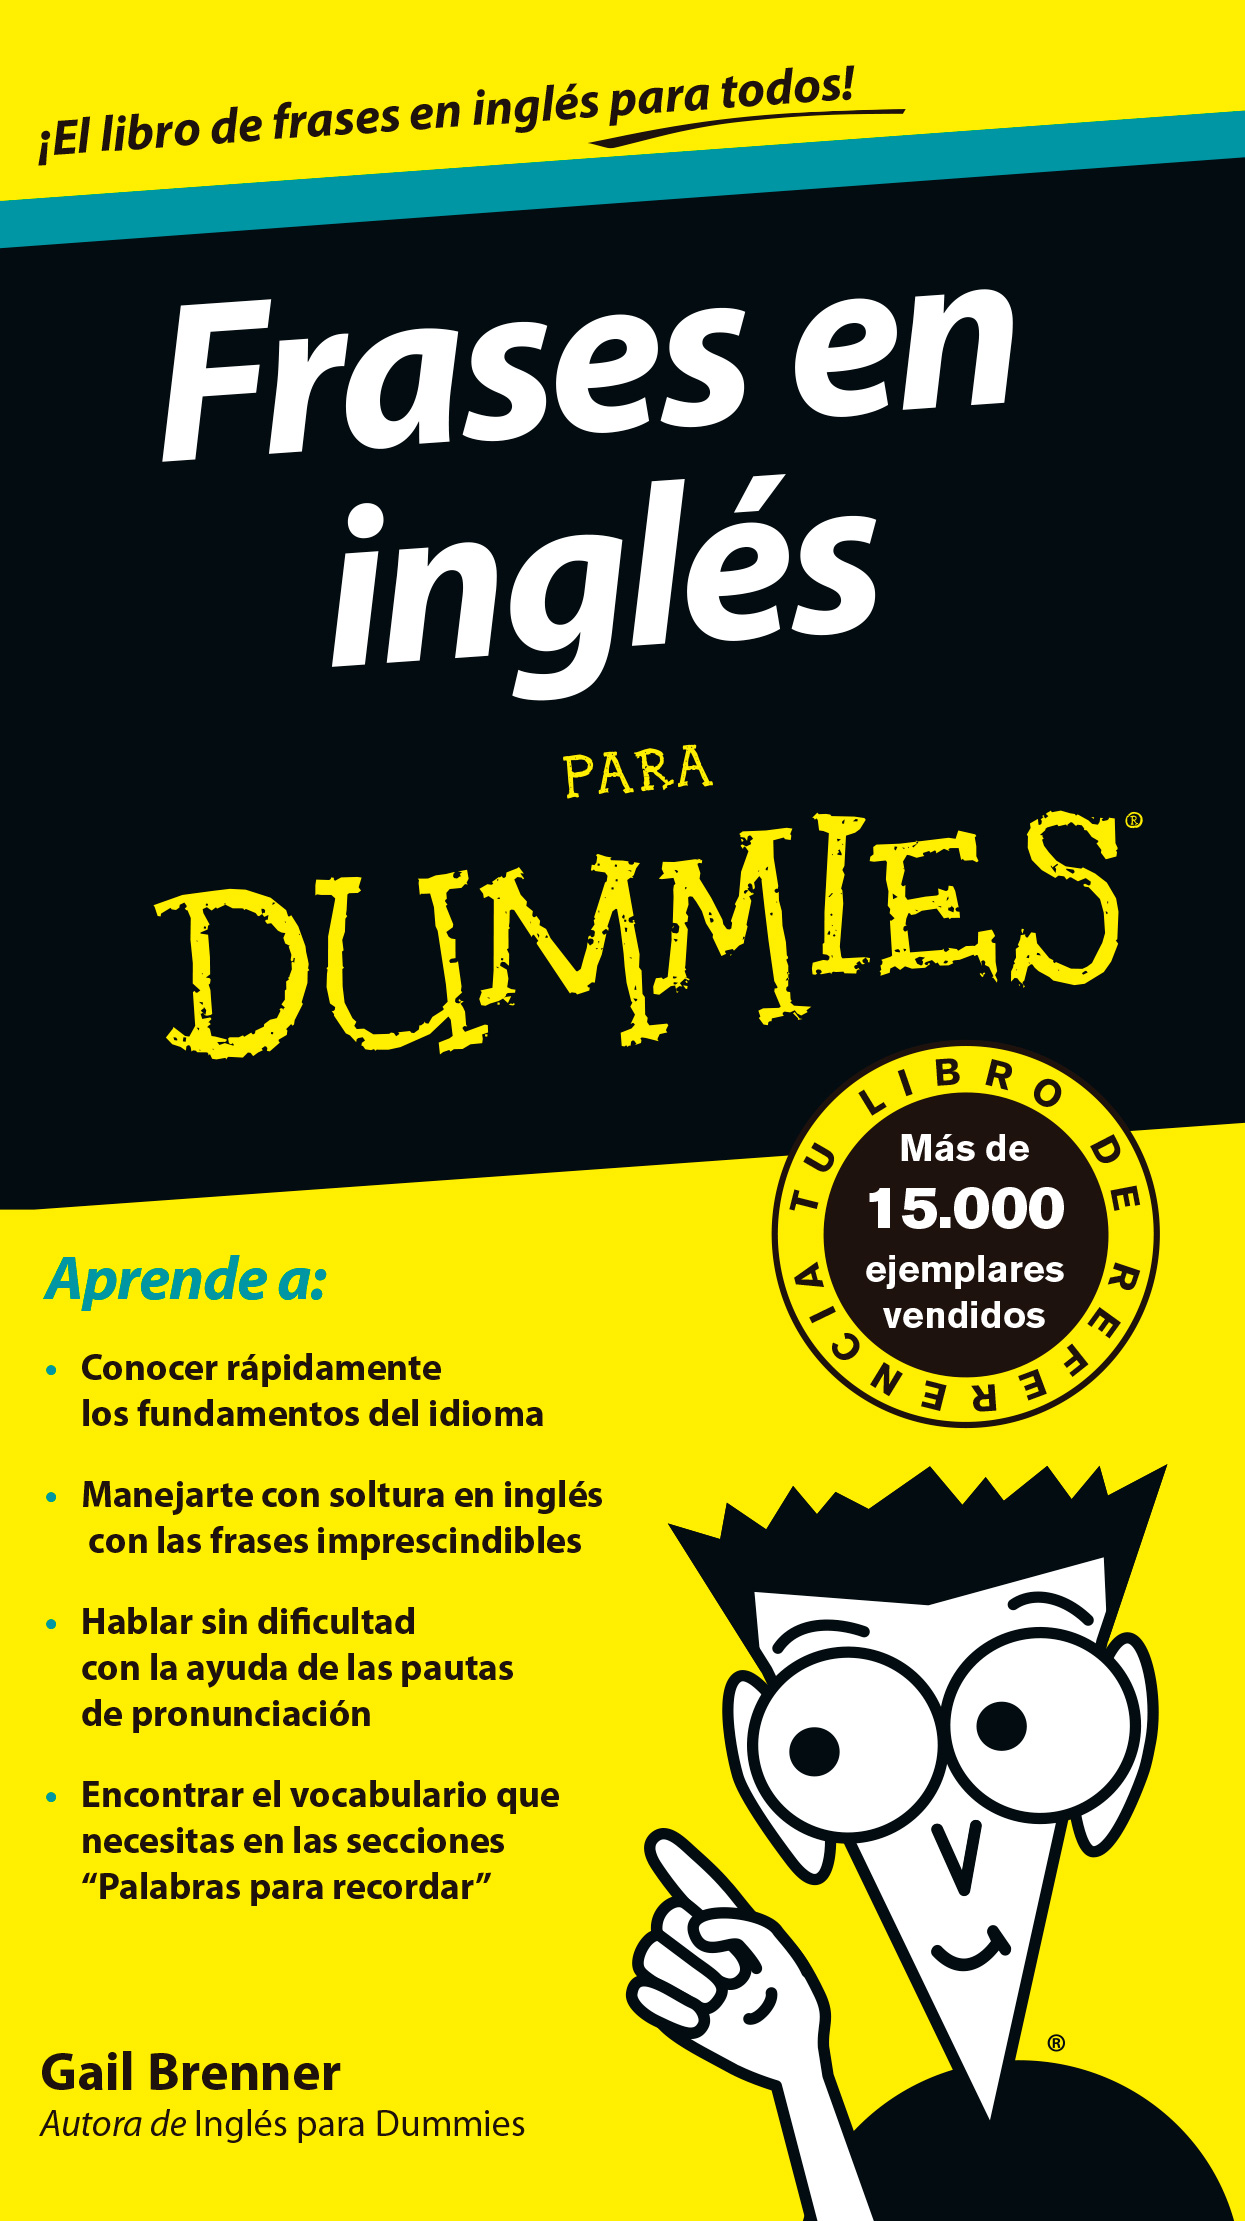 ¡El libro de frases en inglés para todos!
Frases en
inglés
PARA
DUMMIES®
TU LIBRO DE REFERENCIA
Más de
15.000
ejemplares
vendidos
Aprende a:
• Conocer rápidamente
los fundamentos del idioma
• Manejarte con soltura en inglés
con las frases imprescindibles
• Hablar sin dificultad
con la ayuda de las pautas
de pronunciación
• Encontrar el vocabulario que
necesitas en las secciones
“Palabras para recordar”
®
Gail Brenner
Autora de Inglés para Dummies